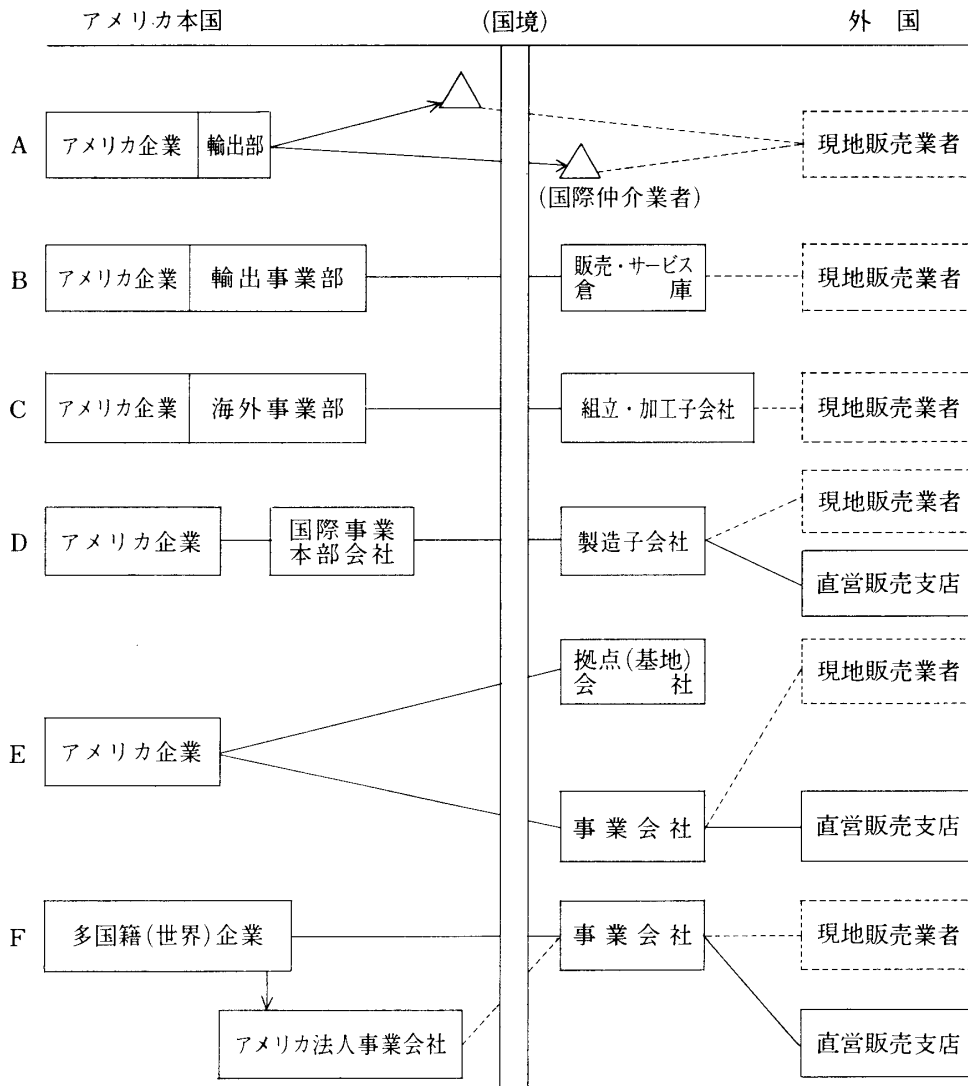 アメリカ本国 (国境) 外国
A アメリカ企業 輸出部 現地販売業者
(国際仲介業者)
B アメリカ企業 輸出事業部 販売・サービス 現地販売業者
倉庫
C アメリカ企業 海外事業部 組立・加工子会社 現地販売業者
現地販売業者
D アメリカ企業 国際事業 製造子会社
本部会社
直営販売支店
拠点(基地) 現地販売業者
会社
E アメリカ企業
事業会社 直営販売支店
F 多国籍(世界)企業 事業会社 現地販売業者
アメリカ法人事業会社 直営販売支店